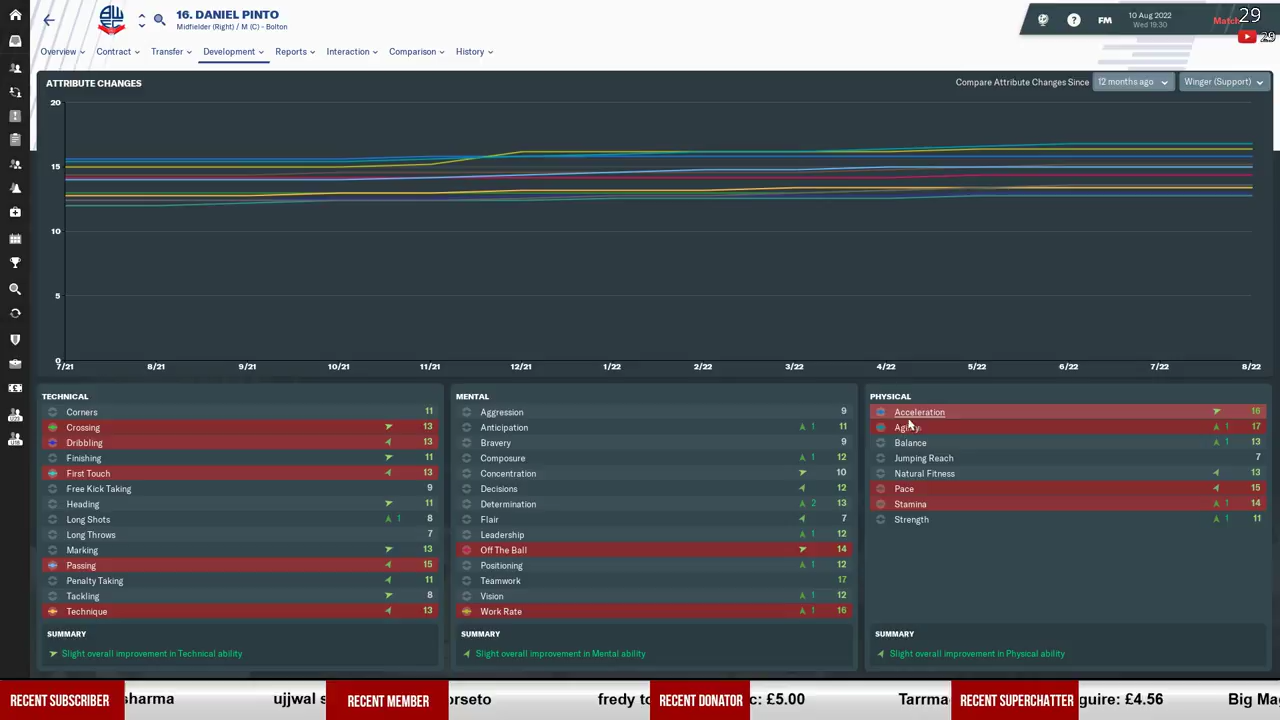 16. DANIEL PINTO
Midfielder (Right) / M (C) - Bolton
10 Aug 2022
Wed 19:30
FM
Match
29
29
Overview
Contract
Transfer
Development
Reports
Interaction
Comparison
History
ATTRIBUTE CHANGES
Compare Attribute Changes Since
12 months ago
Winger (Support)
20
15
10
5
0
7/21 8/21 9/21 10/21 11/21 12/21 1/22 2/22 3/22 4/22 5/22 6/22 7/22 8/22
TECHNICAL
Corners 11
Crossing 13
Dribbling 13
Finishing 11
First Touch 13
Free Kick Taking 9
Heading 11
Long Shots 1 8
Long Throws 7
Marking 13
Passing 15
Penalty Taking 11
Tackling 8
Technique 13
SUMMARY
Slight overall improvement in Technical ability
MENTAL
Aggression 9
Anticipation 1 11
Bravery 9
Composure 1 12
Concentration 10
Decisions 12
Determination 2 13
Flair 7
Leadership 1 12
Off The Ball 14
Positioning 1 12
Teamwork 17
Vision 1 12
Work Rate 1 16
SUMMARY
Slight overall improvement in Mental ability
PHYSICAL
Acceleration 16
Agility 1 17
Balance 1 13
Jumping Reach 7
Natural Fitness 13
Pace 15
Stamina 1 14
Strength 1 11
SUMMARY
Slight overall improvement in Physical ability
RECENT SUBSCRIBER
sharma
ujjwal s
RECENT MEMBER
orseto
fredy to
RECENT DONATOR
c: £5.00
Tarrma
RECENT SUPERCHATTER
guire: £4.56
Big Ma